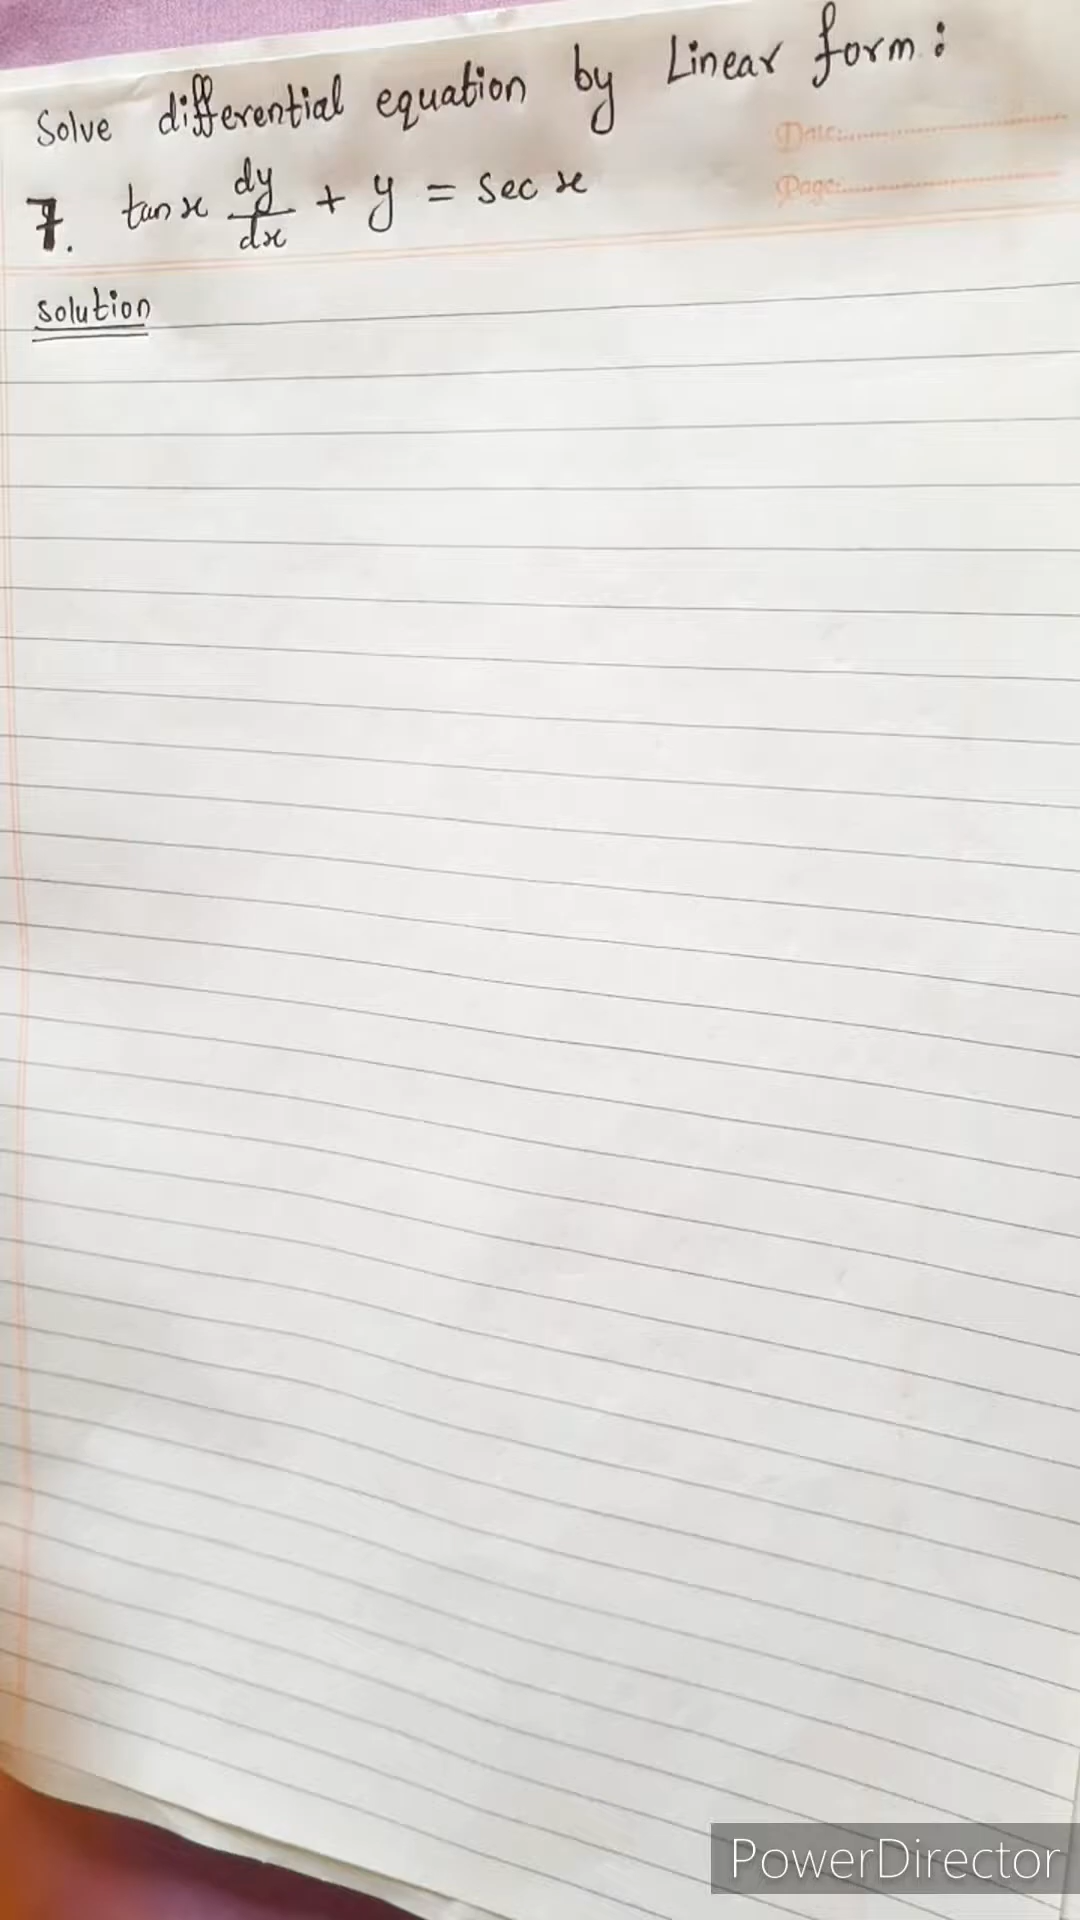 Solve differential equation by Linear form:
Date:
Page:
7. tan x dy/dx + y = sec x
solution
PowerDirector